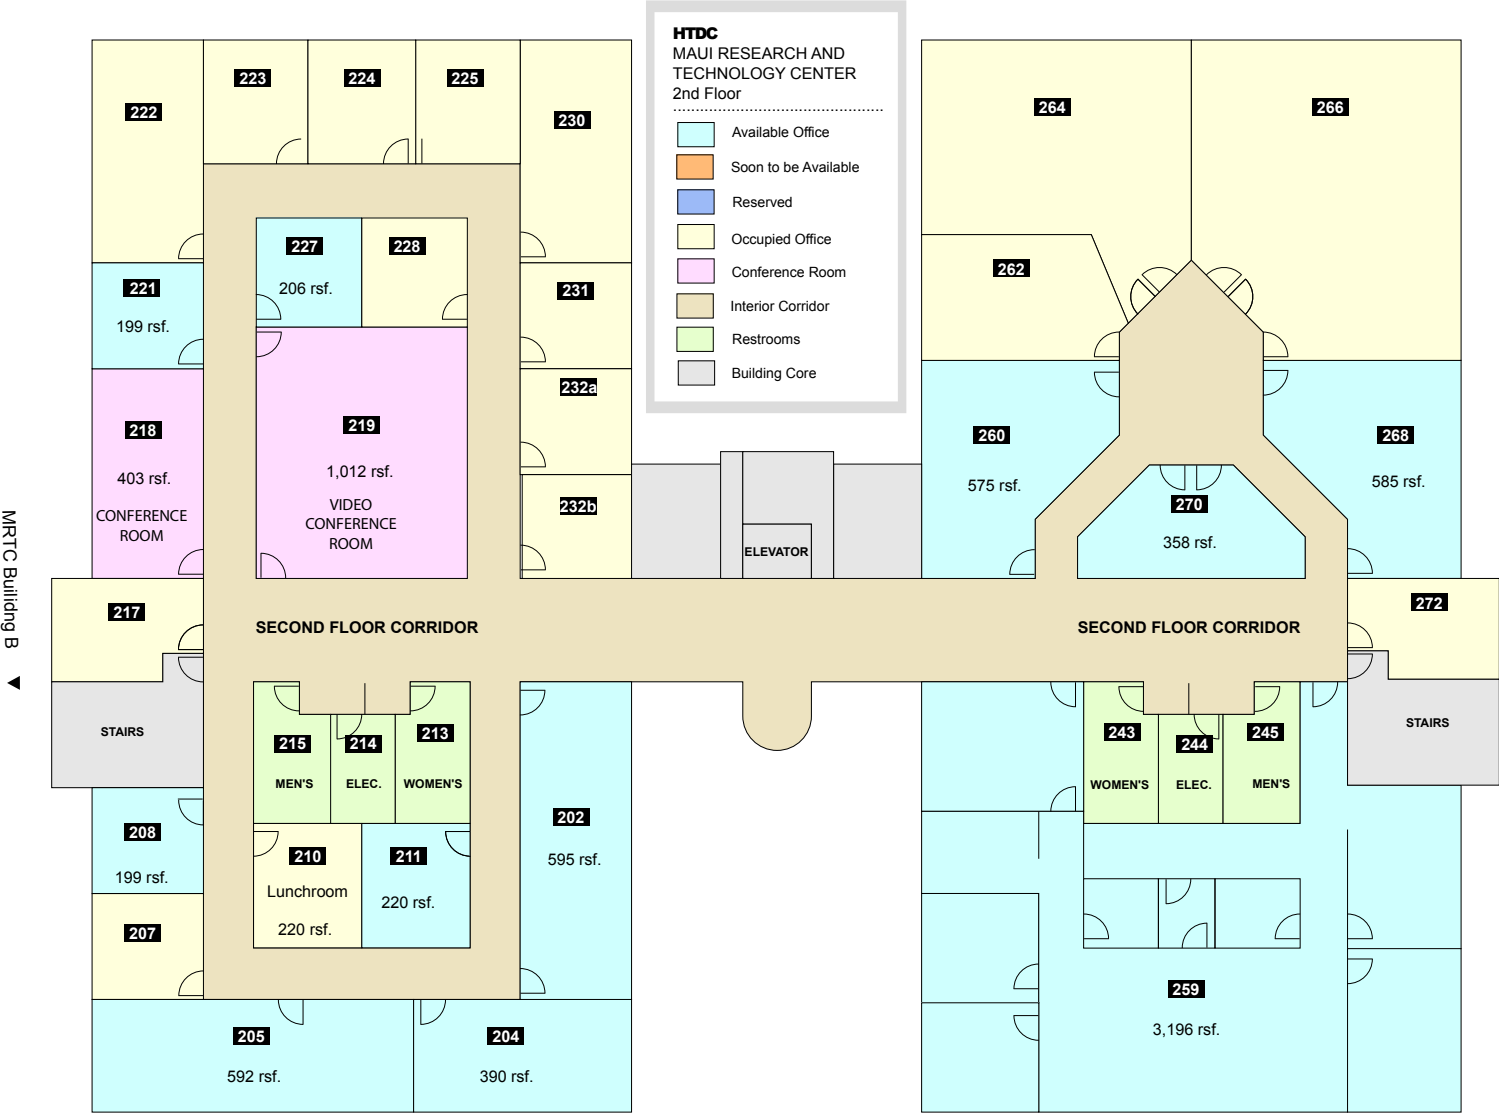 HTDC
MAUI RESEARCH AND
TECHNOLOGY CENTER
2nd Floor
Available Office
Soon to be Available
Reserved
Occupied Office
Conference Room
Interior Corridor
Restrooms
Building Core
222
223
224
225
230
227
206 rsf.
228
221
199 rsf.
231
232a
232b
218
403 rsf.
CONFERENCE
ROOM
219
1,012 rsf.
VIDEO
CONFERENCE
ROOM
MRTC Builidng B
217
STAIRS
SECOND FLOOR CORRIDOR
ELEVATOR
215
MEN'S
214
ELEC.
213
WOMEN'S
208
199 rsf.
207
210
Lunchroom
220 rsf.
211
220 rsf.
202
595 rsf.
205
592 rsf.
204
390 rsf.
264
266
262
260
575 rsf.
268
585 rsf.
270
358 rsf.
272
SECOND FLOOR CORRIDOR
STAIRS
243
WOMEN'S
244
ELEC.
245
MEN'S
259
3,196 rsf.